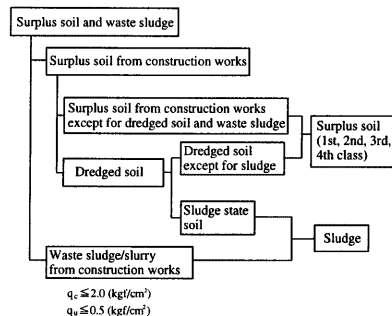 Surplus soil and waste sludge
Surplus soil from construction works
Surplus soil from construction works
except for dredged soil and waste sludge
Surplus soil
(1st, 2nd, 3rd,
4th class)
Dredged soil
Dredged soil
except for sludge
Sludge state
soil
Sludge
Waste sludge/slurry
from construction works
q_c ≦2.0 (kgf/cm²)
q_u ≦0.5 (kgf/cm²)